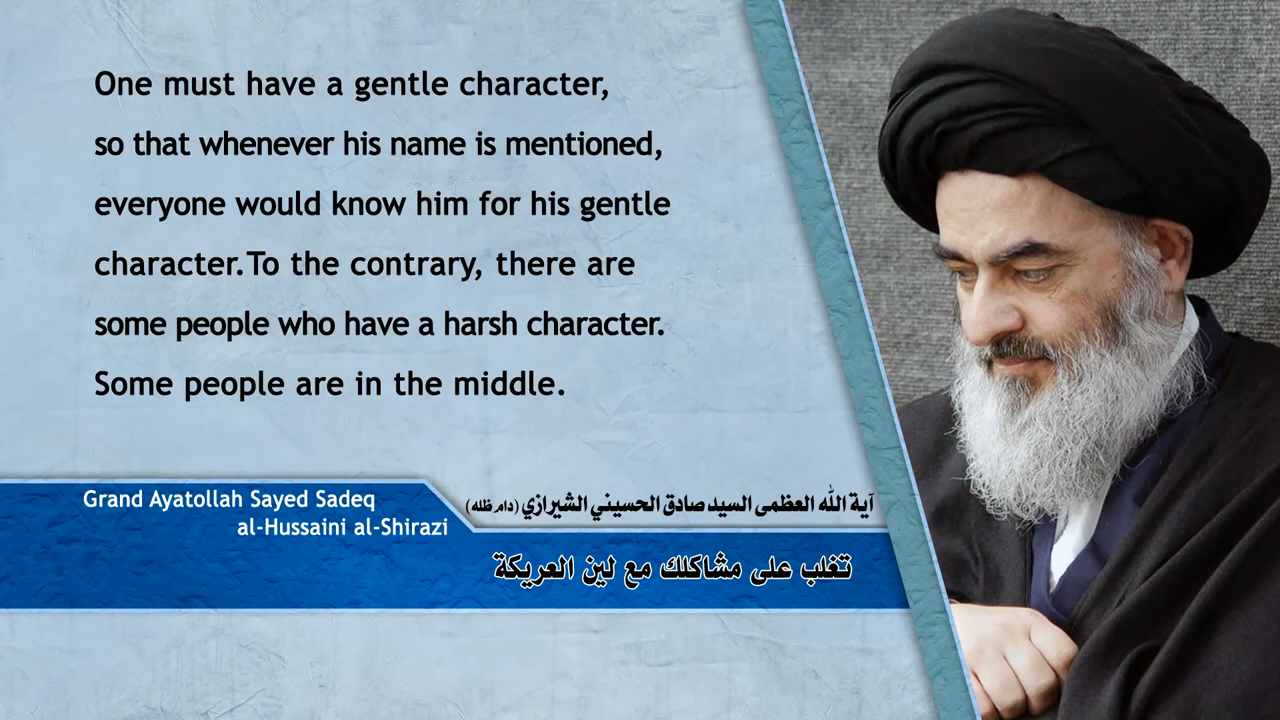 One must have a gentle character,
so that whenever his name is mentioned,
everyone would know him for his gentle
character.To the contrary, there are
some people who have a harsh character.
Some people are in the middle.
Grand Ayatollah Sayed Sadeq
al-Hussaini al-Shirazi
آية الله العظمى السيد صادق الحسيني الشيرازي (دام ظله)
تغلب على مشاكلك مع لين العريكة